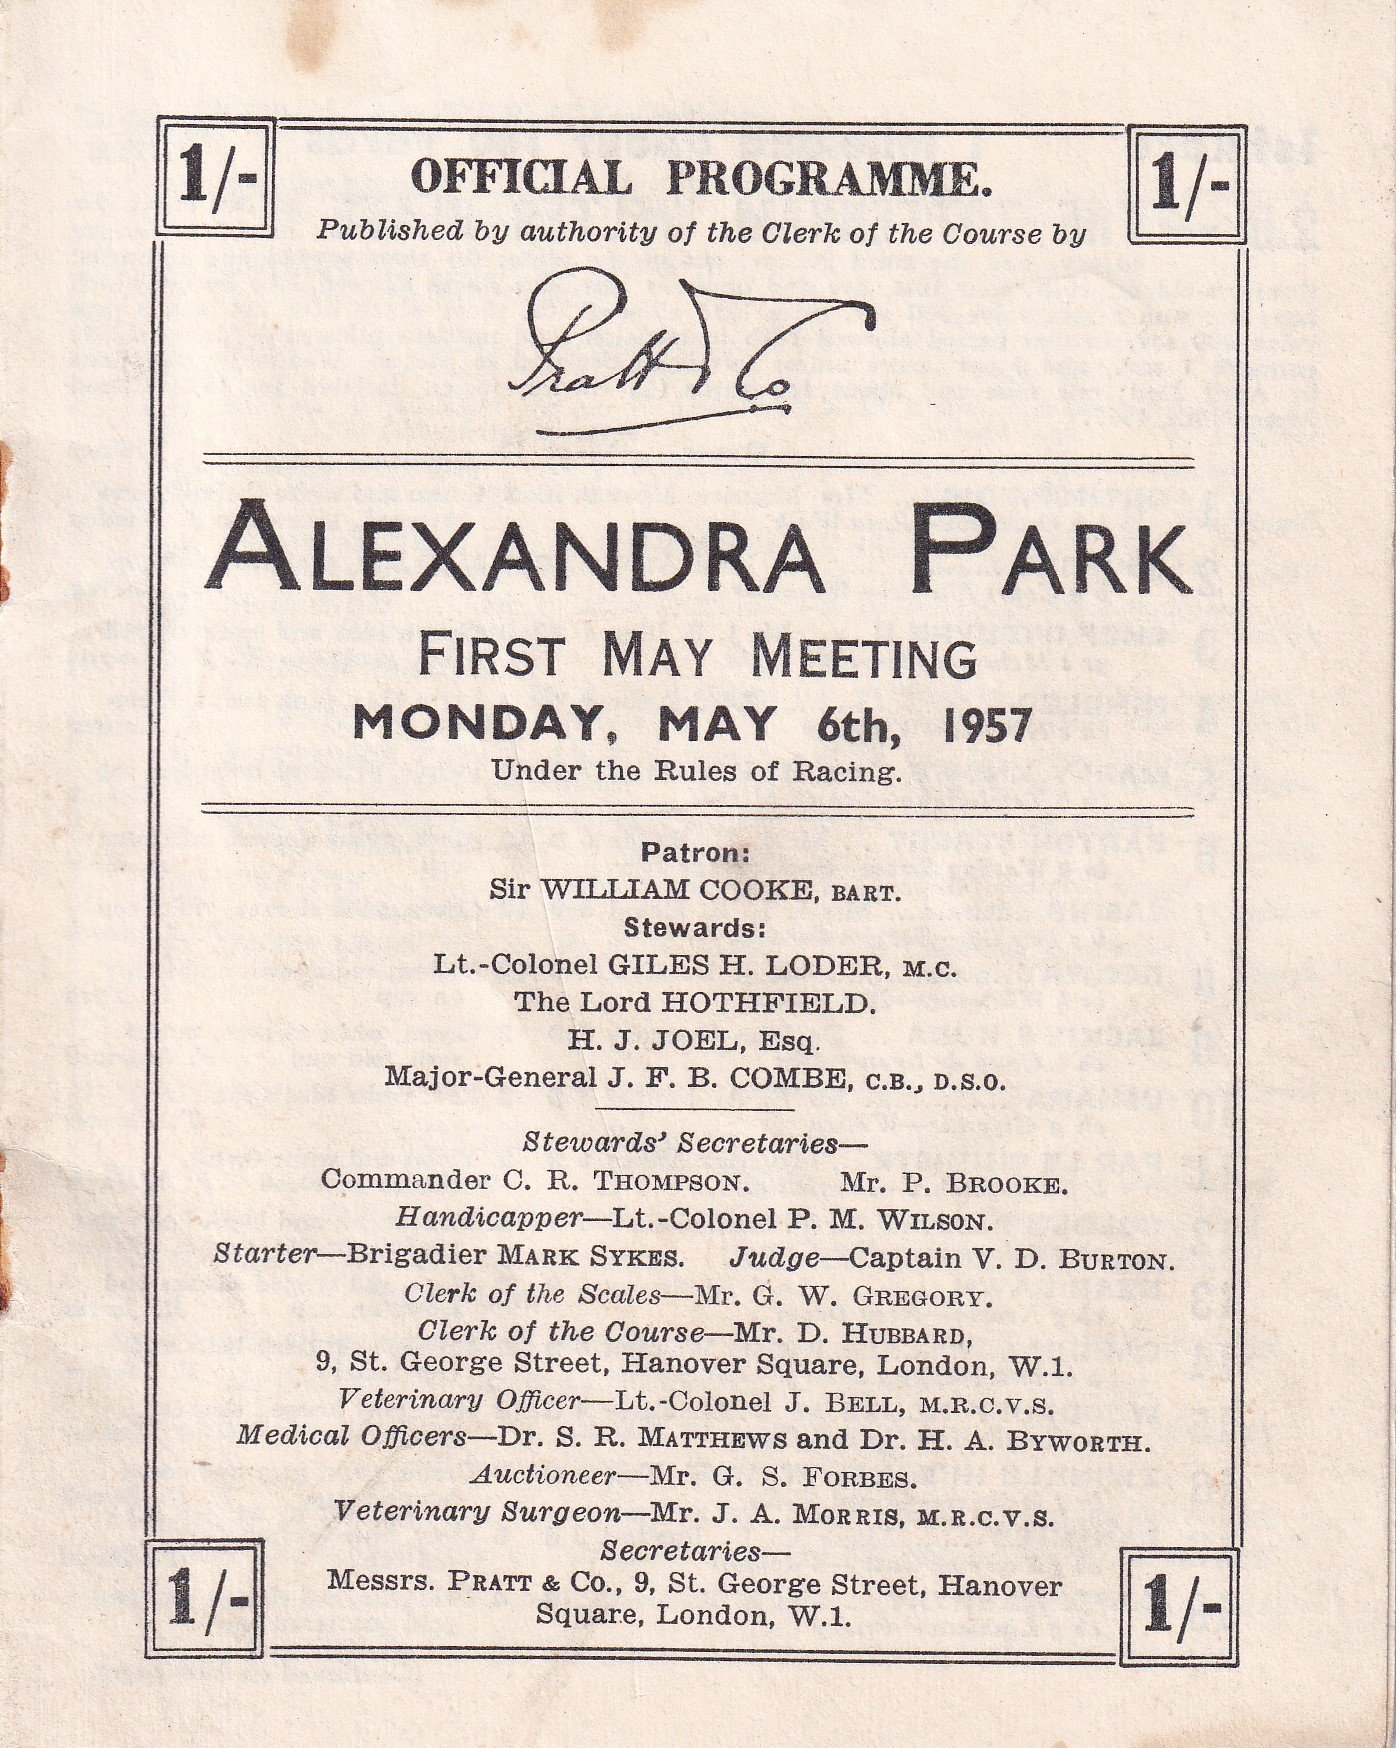 1/-
1/-
OFFICIAL PROGRAMME.
Published by authority of the Clerk of the Course by
Pratt & Co
ALEXANDRA PARK
FIRST MAY MEETING
MONDAY, MAY 6th, 1957
Under the Rules of Racing.
Patron:
Sir WILLIAM COOKE, BART.
Stewards:
Lt.-Colonel GILES H. LODER, M.C.
The Lord HOTHFIELD.
H. J. JOEL, Esq.
Major-General J. F. B. COMBE, C.B., D.S.O.
Stewards' Secretaries—
Commander C. R. THOMPSON. Mr. P. BROOKE.
Handicapper—Lt.-Colonel P. M. WILSON.
Starter—Brigadier MARK SYKES. Judge—Captain V. D. BURTON.
Clerk of the Scales—Mr. G. W. GREGORY.
Clerk of the Course—Mr. D. HUBBARD,
9, St. George Street, Hanover Square, London, W.1.
Veterinary Officer—Lt.-Colonel J. BELL, M.R.C.V.S.
Medical Officers—Dr. S. R. MATTHEWS and Dr. H. A. BYWORTH.
Auctioneer—Mr. G. S. FORBES.
Veterinary Surgeon—Mr. J. A. MORRIS, M.R.C.V.S.
Secretaries—
Messrs. PRATT & CO., 9, St. George Street, Hanover
Square, London, W.1.
1/-
1/-